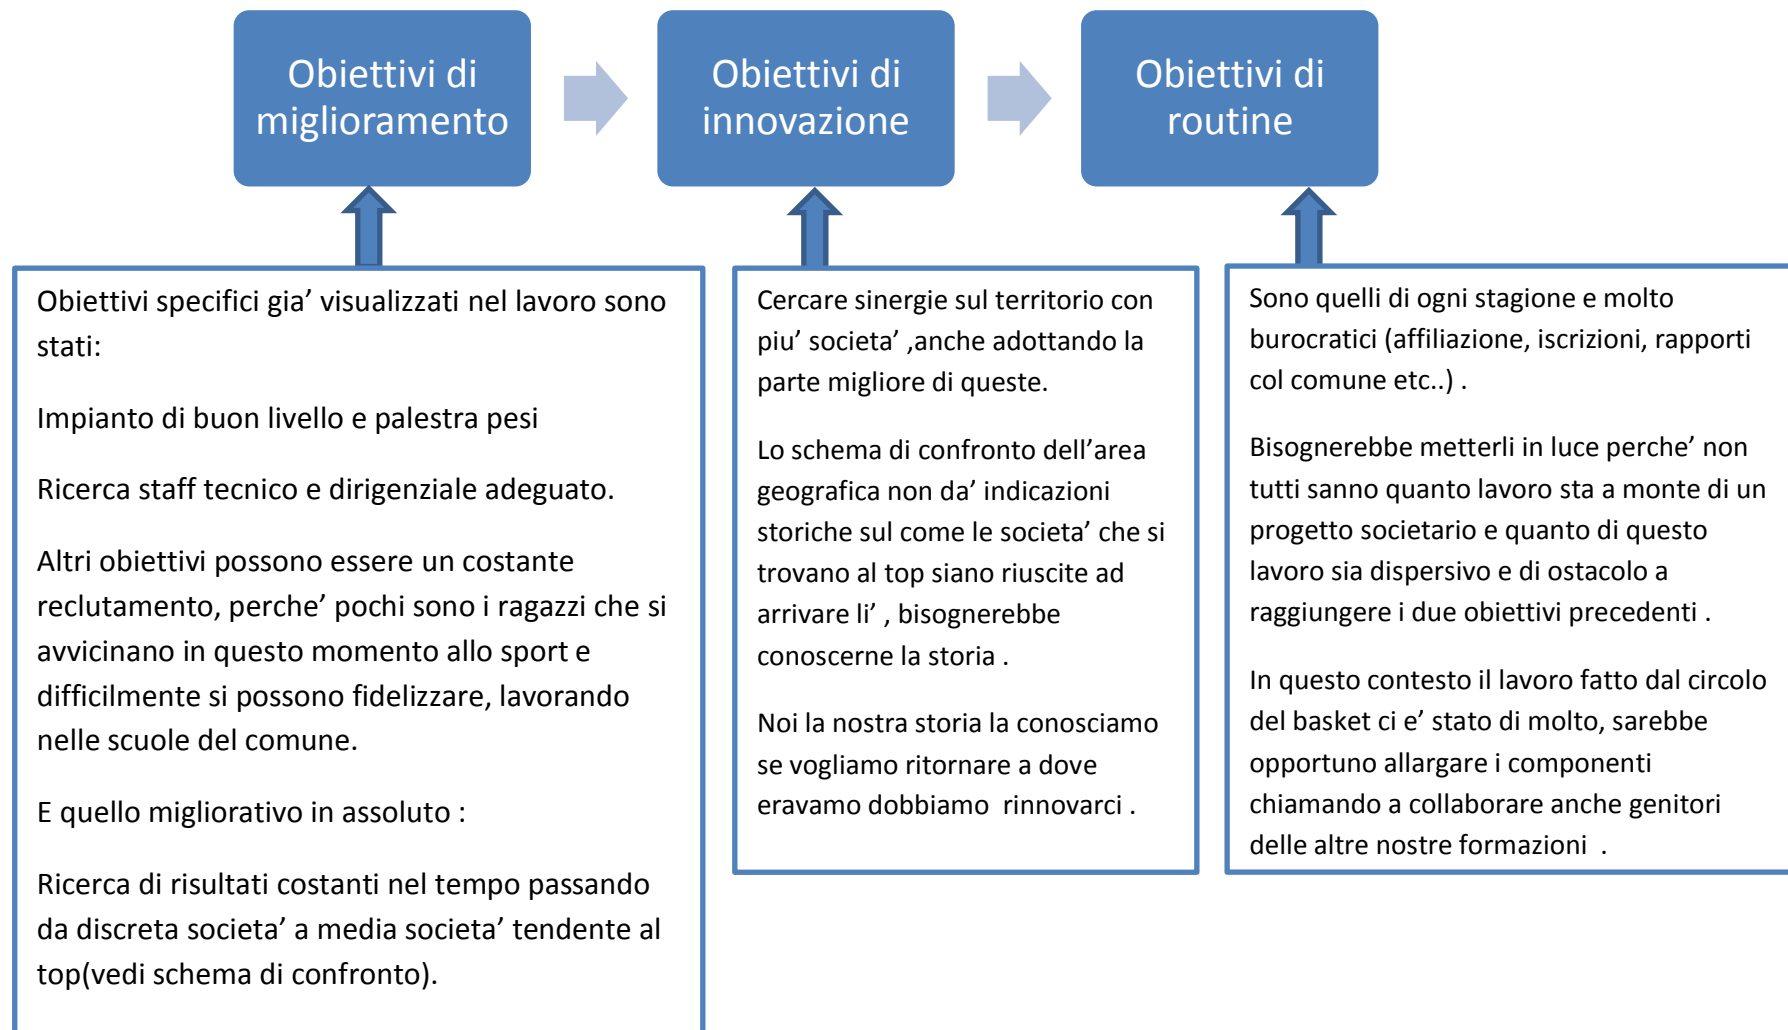 Obiettivi di
miglioramento
Obiettivi di
innovazione
Obiettivi di
routine
Obiettivi specifici gia’ visualizzati nel lavoro sono
stati:
Impianto di buon livello e palestra pesi
Ricerca staff tecnico e dirigenziale adeguato.
Altri obiettivi possono essere un costante
reclutamento, perche’ pochi sono i ragazzi che si
avvicinano in questo momento allo sport e
difficilmente si possono fidelizzare, lavorando
nelle scuole del comune.
E quello migliorativo in assoluto :
Ricerca di risultati costanti nel tempo passando
da discreta societa’ a media societa’ tendente al
top(vedi schema di confronto).
Cercare sinergie sul territorio con
piu’ societa’ ,anche adottando la
parte migliore di queste.
Lo schema di confronto dell’area
geografica non da’ indicazioni
storiche sul come le societa’ che si
trovano al top siano riuscite ad
arrivare li’ , bisognerebbe
conoscerne la storia .
Noi la nostra storia la conosciamo
se vogliamo ritornare a dove
eravamo dobbiamo  rinnovarci .
Sono quelli di ogni stagione e molto
burocratici (affiliazione, iscrizioni, rapporti
col comune etc..) .
Bisognerebbe metterli in luce perche’ non
tutti sanno quanto lavoro sta a monte di un
progetto societario e quanto di questo
lavoro sia dispersivo e di ostacolo a
raggiungere i due obiettivi precedenti .
In questo contesto il lavoro fatto dal circolo
del basket ci e’ stato di molto, sarebbe
opportuno allargare i componenti
chiamando a collaborare anche genitori
delle altre nostre formazioni  .